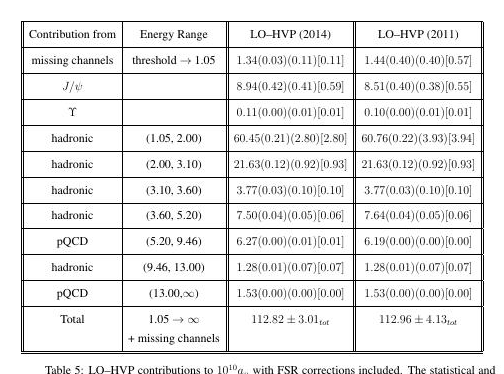 Contribution from Energy Range LO–HVP (2014) LO–HVP (2011)
missing channels threshold → 1.05 1.34(0.03)(0.11)[0.11] 1.44(0.40)(0.40)[0.57]
J/ψ 8.94(0.42)(0.41)[0.59] 8.51(0.40)(0.38)[0.55]
Υ 0.11(0.00)(0.01)[0.01] 0.10(0.00)(0.01)[0.01]
hadronic (1.05, 2.00) 60.45(0.21)(2.80)[2.80] 60.76(0.22)(3.93)[3.94]
hadronic (2.00, 3.10) 21.63(0.12)(0.92)[0.93] 21.63(0.12)(0.92)[0.93]
hadronic (3.10, 3.60) 3.77(0.03)(0.10)[0.10] 3.77(0.03)(0.10)[0.10]
hadronic (3.60, 5.20) 7.50(0.04)(0.05)[0.06] 7.64(0.04)(0.05)[0.06]
pQCD (5.20, 9.46) 6.27(0.00)(0.01)[0.01] 6.19(0.00)(0.00)[0.00]
hadronic (9.46, 13.00) 1.28(0.01)(0.07)[0.07] 1.28(0.01)(0.07)[0.07]
pQCD (13.00,∞) 1.53(0.00)(0.00)[0.00] 1.53(0.00)(0.00)[0.00]
Total 1.05 → ∞ 112.82 ± 3.01tot 112.96 ± 4.13tot
+ missing channels
Table 5: LO–HVP contributions to 10¹⁰a with FSR corrections included. The statistical and